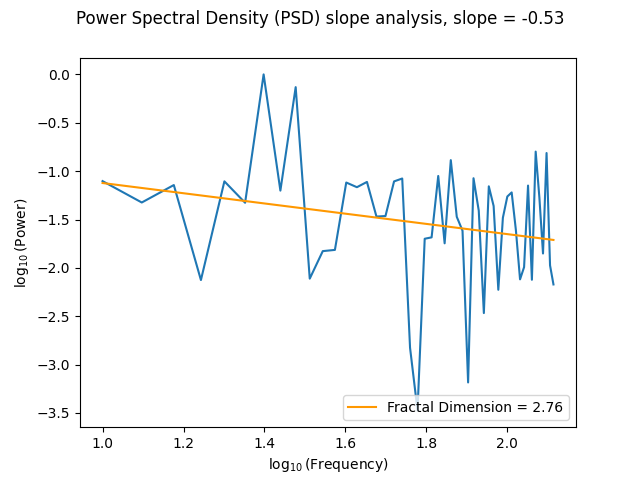 Power Spectral Density (PSD) slope analysis, slope = -0.53
0.0
−0.5
−1.0
−1.5
−2.0
−2.5
−3.0
−3.5
log₁₀(Power)
Fractal Dimension = 2.76
1.0 1.2 1.4 1.6 1.8 2.0
log₁₀(Frequency)